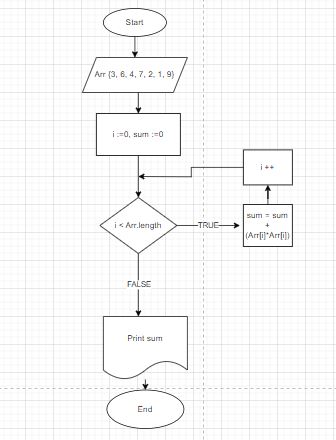 Start
Arr {3, 6, 4, 7, 2, 1, 9}
i :=0, sum :=0
i ++
i < Arr.length
TRUE
sum = sum
+
(Arr[i]*Arr[i])
FALSE
Print sum
End